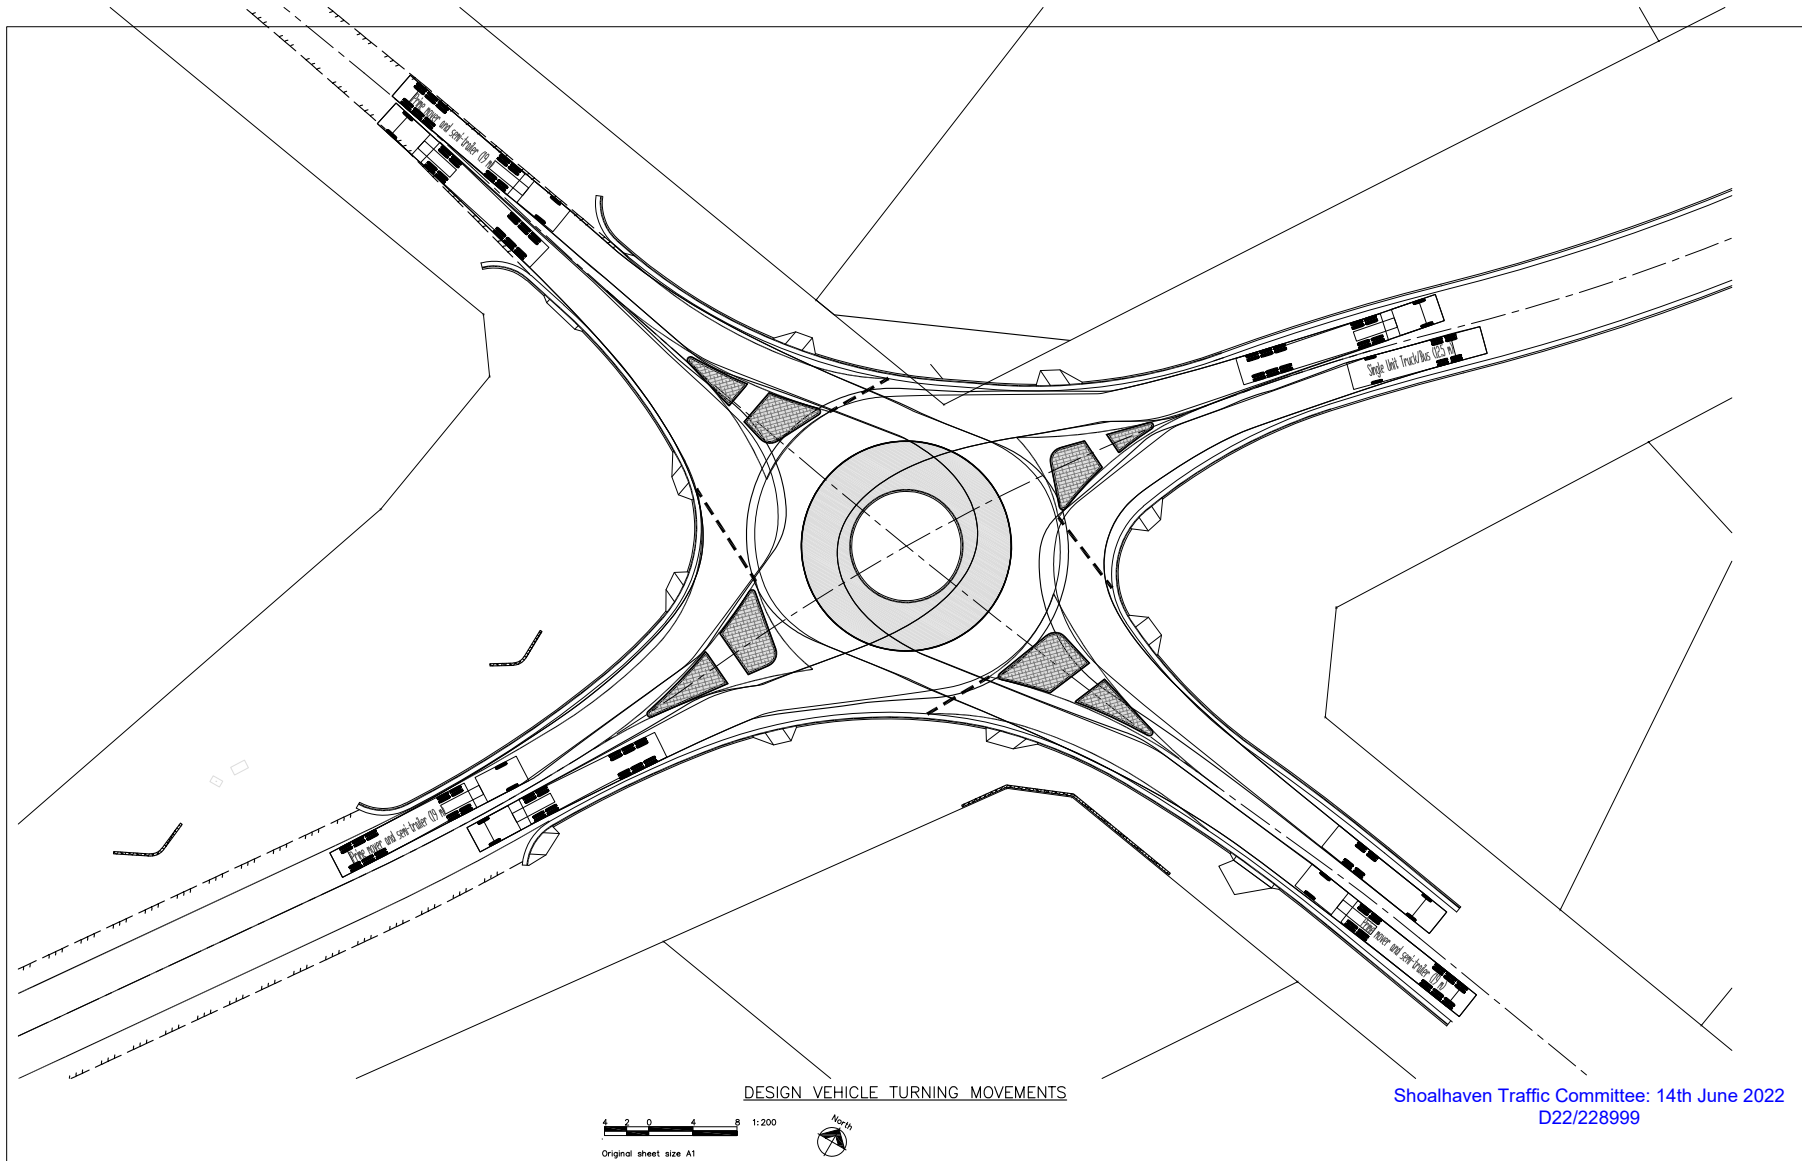 Prime mover and semi-trailer (19 m)
Single Unit Truck/Bus (12.5 m)
Prime mover and semi-trailer (19 m)
Prime mover and semi-trailer (19 m)
DESIGN VEHICLE TURNING MOVEMENTS
4 2 0 4 8 1:200
Original sheet size A1
North
Shoalhaven Traffic Committee: 14th June 2022
D22/228999